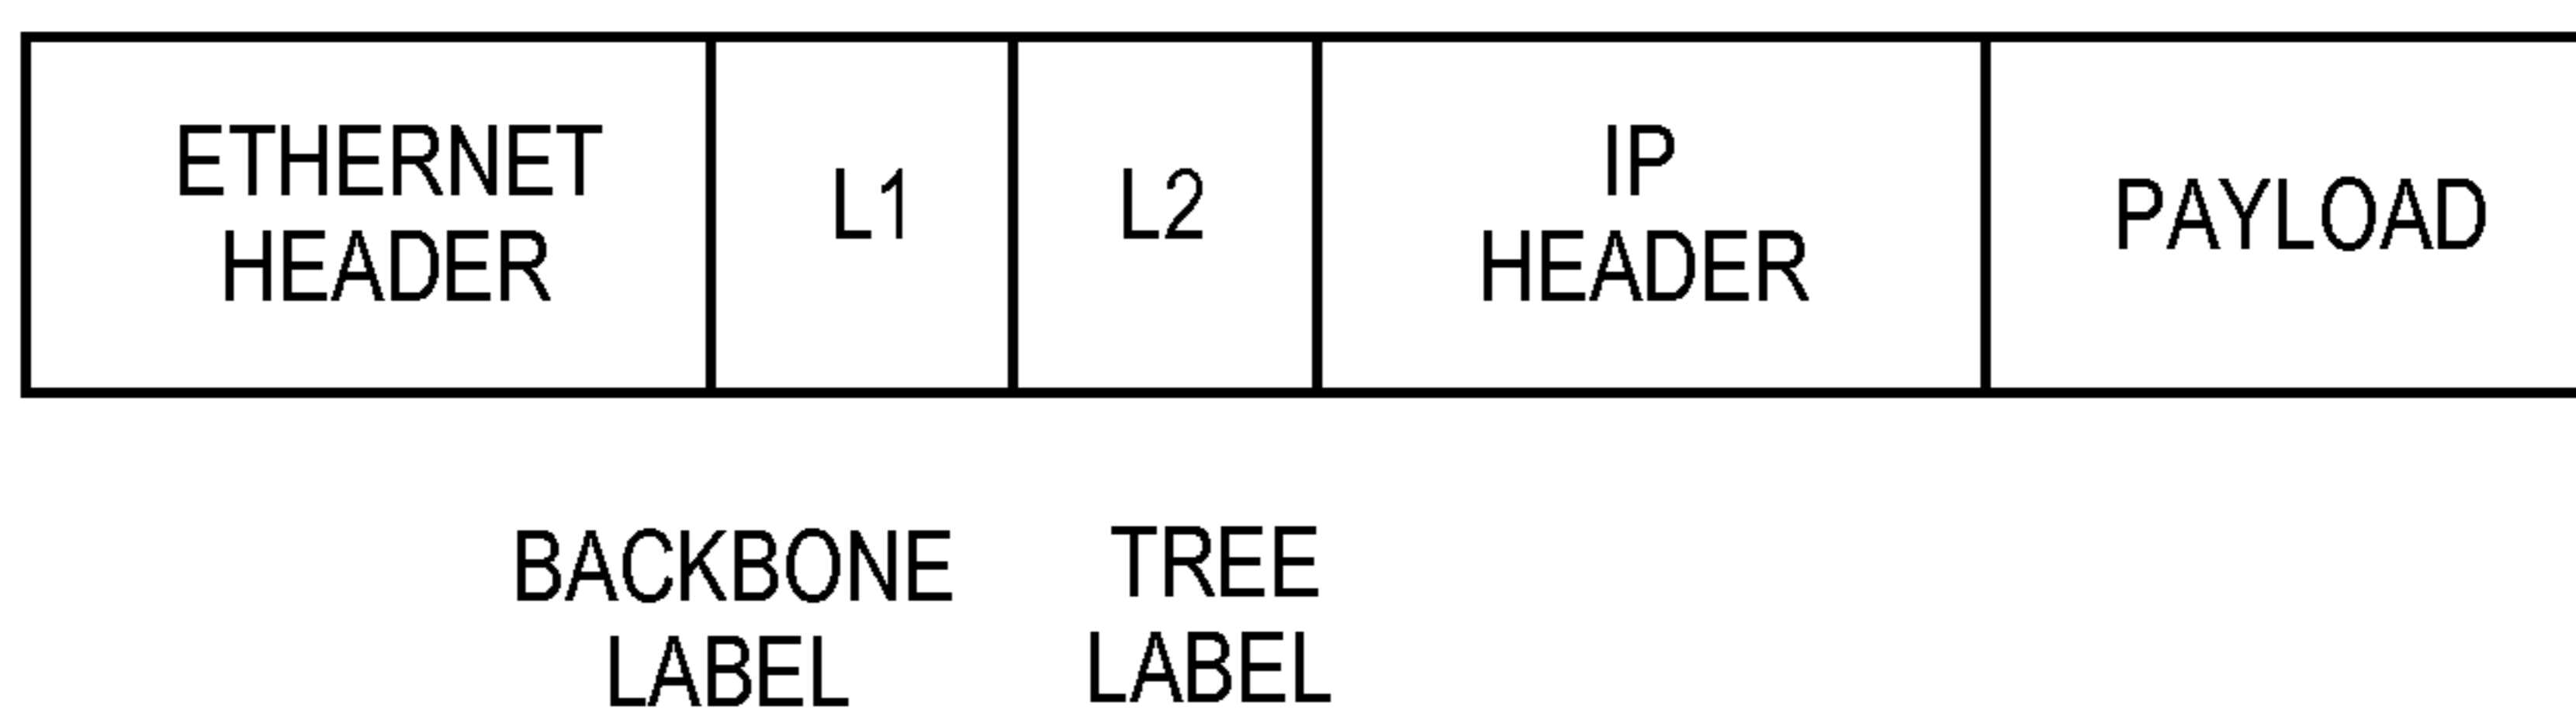 ETHERNET
HEADER
L1
L2
IP
HEADER
PAYLOAD
BACKBONE
LABEL
TREE
LABEL